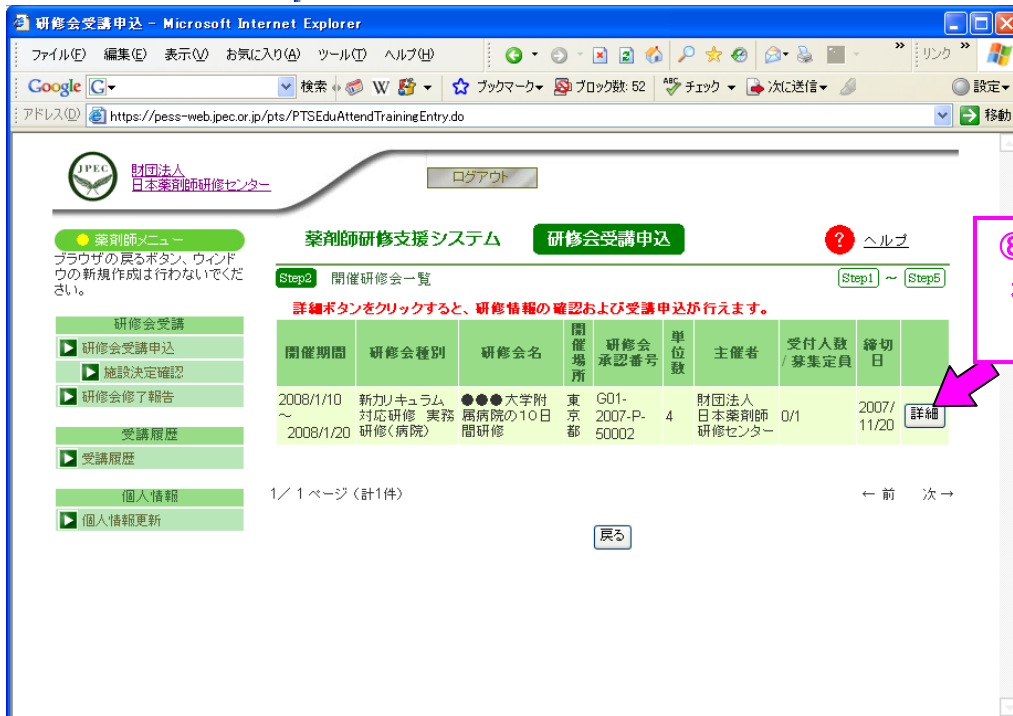 研修会受講申込 - Microsoft Internet Explorer
ファイル(F) 編集(E) 表示(V) お気に入り(A) ツール(T) ヘルプ(H) » リンク »
Google G 検索 W ブックマーク ブロック数: 52 ABC チェック 次に送信 設定
アドレス(D) https://pess-web.jpec.or.jp/pts/PTSEduAttendTrainingEntry.do 移動
JPEC
財団法人
日本薬剤師研修センター
ログアウト
薬剤師メニュー
ブラウザの戻るボタン、ウィンド
ウの新規作成は行わないでくだ
さい。
研修会受講
研修会受講申込
施設決定確認
研修会修了報告
受講履歴
受講履歴
個人情報
個人情報更新
薬剤師研修支援システム 研修会受講申込 ? ヘルプ
Step2 開催研修会一覧 Step1 ~ Step5
詳細ボタンをクリックすると、研修情報の確認および受講申込が行えます。
開催期間 研修会種別 研修会名 開催場所 研修会承認番号 単位数 主催者 受付人数/募集定員 締切日
2008/1/10 新カリキュラム ●●●大学附 東 G01- 財団法人 2007/
~ 対応研修 実務 属病院の10日 京 2007-P- 4 日本薬剤師 0/1 11/20 詳細
2008/1/20 研修(病院) 間研修 都 50002 研修センター
1/ 1 ページ (計1件) ← 前 次 →
戻る
⑧